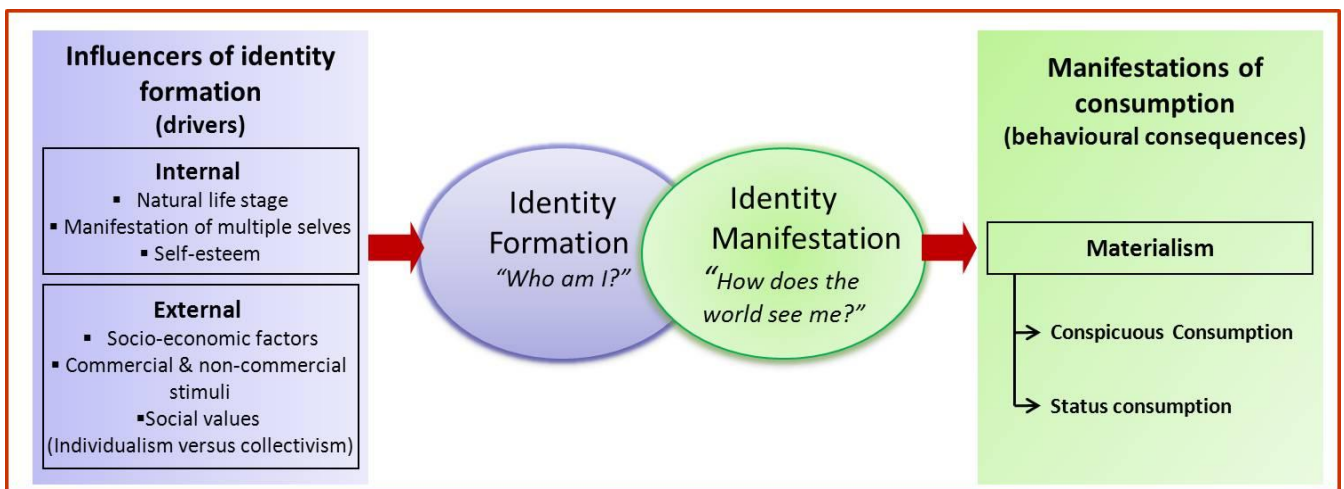 Influencers of identity
formation
(drivers)
Internal
▪ Natural life stage
▪ Manifestation of multiple selves
▪ Self-esteem
External
▪ Socio-economic factors
▪ Commercial & non-commercial
stimuli
▪Social values
(Individualism versus collectivism)
Identity
Formation
“Who am I?”
Identity
Manifestation
“How does the
world see me?”
Manifestations of
consumption
(behavioural consequences)
Materialism
Conspicuous Consumption
Status consumption